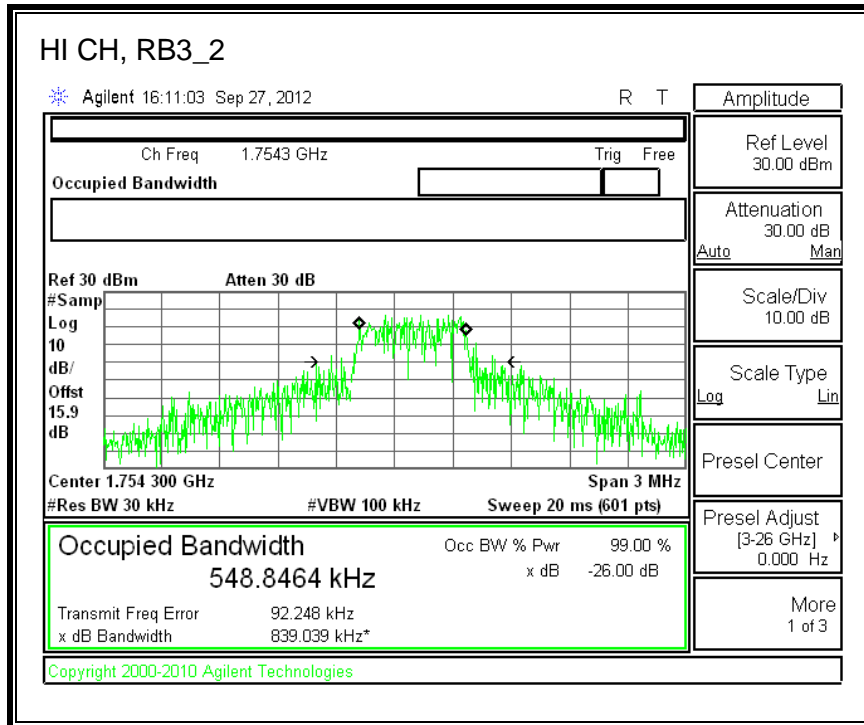 HI CH, RB3_2
Agilent 16:11:03 Sep 27, 2012 R T
Amplitude
Ch Freq 1.7543 GHz Trig Free
Occupied Bandwidth
Ref Level
30.00 dBm
Attenuation
30.00 dB
Auto Man
Ref 30 dBm Atten 30 dB
#Samp
Log
10
dB/
Offst
15.9
dB
Scale/Div
10.00 dB
Scale Type
Log Lin
Presel Center
Center 1.754 300 GHz Span 3 MHz
#Res BW 30 kHz #VBW 100 kHz Sweep 20 ms (601 pts)
Presel Adjust
[3-26 GHz]
0.000 Hz
Occupied Bandwidth Occ BW % Pwr 99.00 %
548.8464 kHz x dB -26.00 dB
Transmit Freq Error 92.248 kHz
x dB Bandwidth 839.039 kHz*
More
1 of 3
Copyright 2000-2010 Agilent Technologies